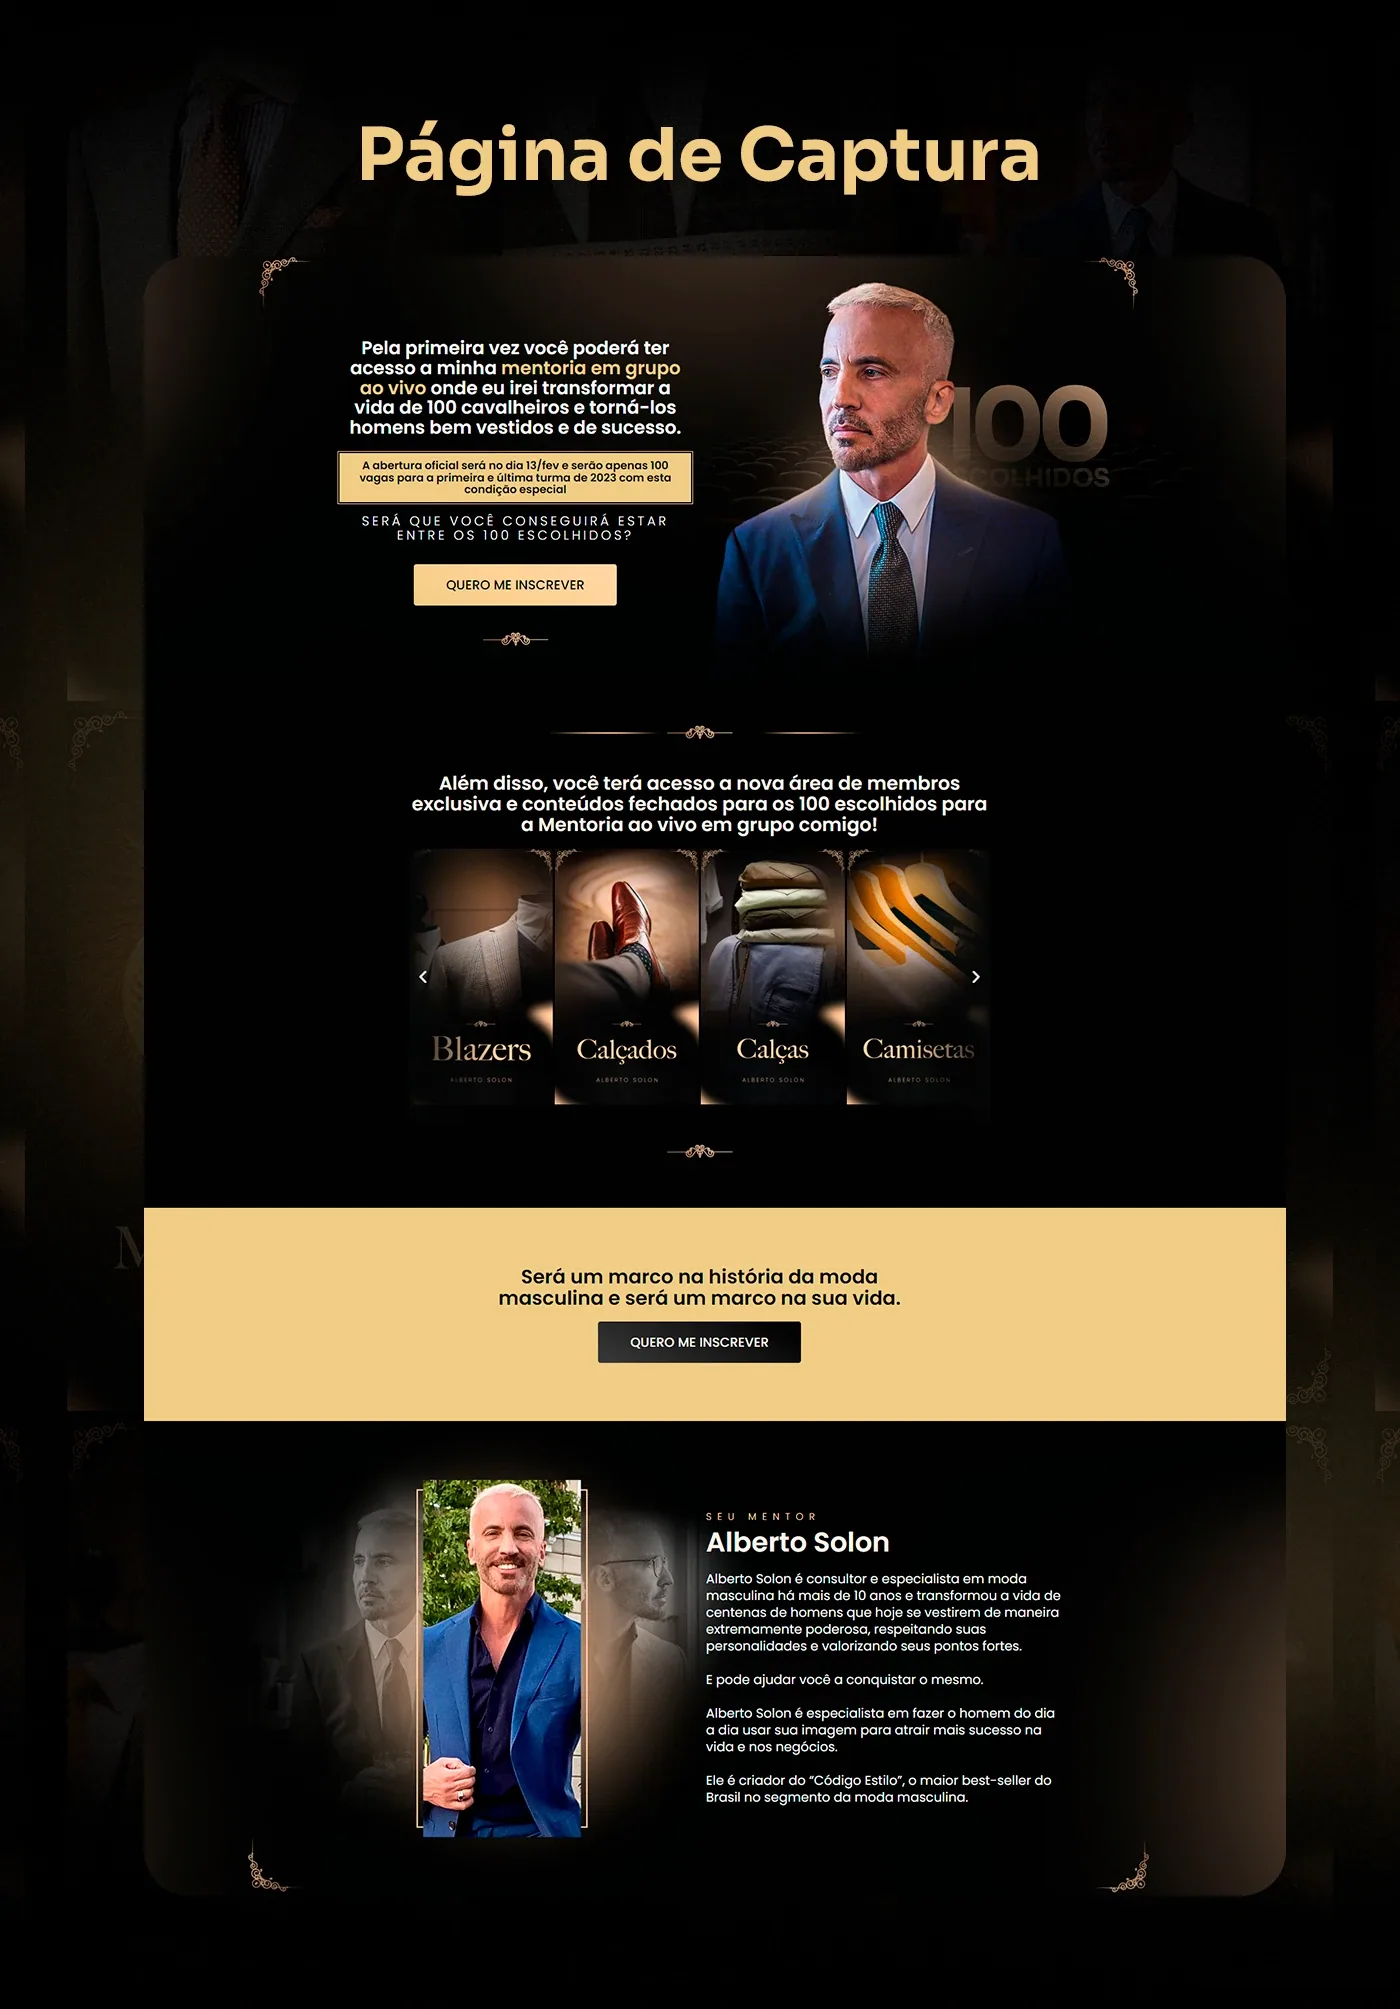 Página de Captura
Pela primeira vez você poderá ter
acesso a minha mentoria em grupo
ao vivo onde eu irei transformar a
vida de 100 cavalheiros e torná-los
homens bem vestidos e de sucesso.
A abertura oficial será no dia 13/fev e serão apenas 100
vagas para a primeira e última turma de 2023 com esta
condição especial
SERÁ QUE VOCÊ CONSEGUIRÁ ESTAR
ENTRE OS 100 ESCOLHIDOS?
QUERO ME INSCREVER
100
COLHIDOS
Além disso, você terá acesso a nova área de membros
exclusiva e conteúdos fechados para os 100 escolhidos para
a Mentoria ao vivo em grupo comigo!
Blazers
ALBERTO SOLON
Calçados
ALBERTO SOLON
Calças
ALBERTO SOLON
Camisetas
ALBERTO SOLON
Será um marco na história da moda
masculina e será um marco na sua vida.
QUERO ME INSCREVER
SEU MENTOR
Alberto Solon
Alberto Solon é consultor e especialista em moda
masculina há mais de 10 anos e transformou a vida de
centenas de homens que hoje se vestirem de maneira
extremamente poderosa, respeitando suas
personalidades e valorizando seus pontos fortes.
E pode ajudar você a conquistar o mesmo.
Alberto Solon é especialista em fazer o homem do dia
a dia usar sua imagem para atrair mais sucesso na
vida e nos negócios.
Ele é criador do “Código Estilo”, o maior best-seller do
Brasil no segmento da moda masculina.